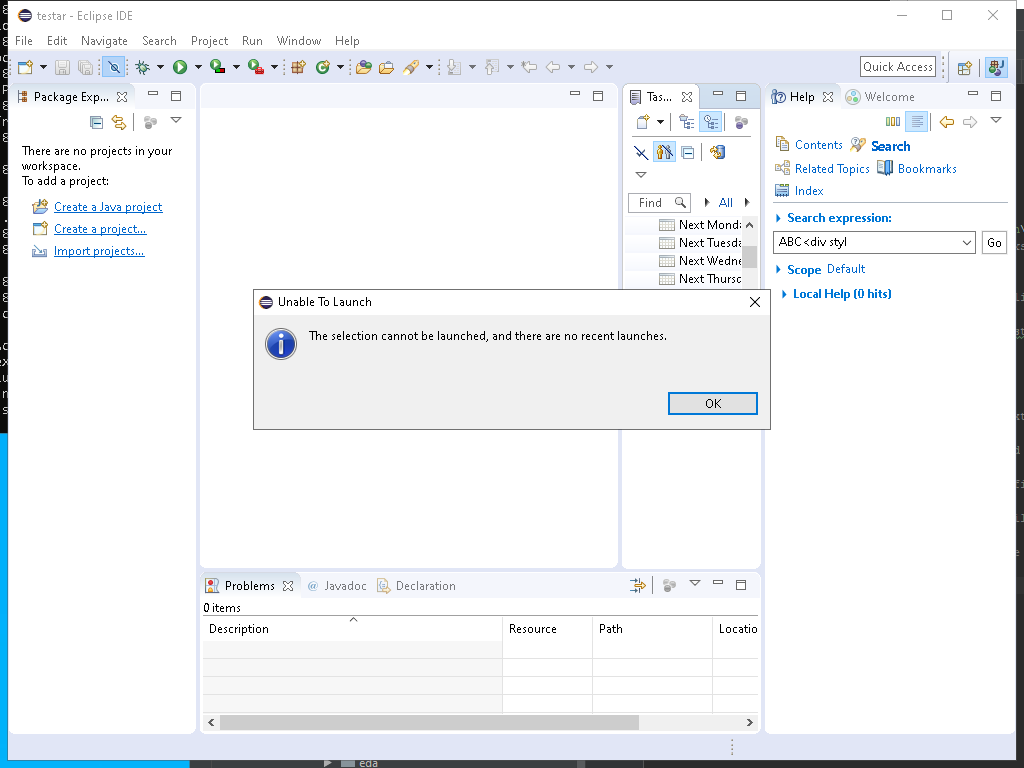 testar - Eclipse IDE
File Edit Navigate Search Project Run Window Help
Quick Access
Package Exp...
There are no projects in your
workspace.
To add a project:
Create a Java project
Create a project...
Import projects...
Tas...
Find
All
Next Mond
Next Tuesda
Next Wedne
Next Thursd
Help Welcome
Contents Search
Related Topics Bookmarks
Index
Search expression:
ABC <div styl
Go
Scope Default
Local Help (0 hits)
Unable To Launch
The selection cannot be launched, and there are no recent launches.
OK
Problems @ Javadoc Declaration
0 items
Description Resource Path Locatio
eda